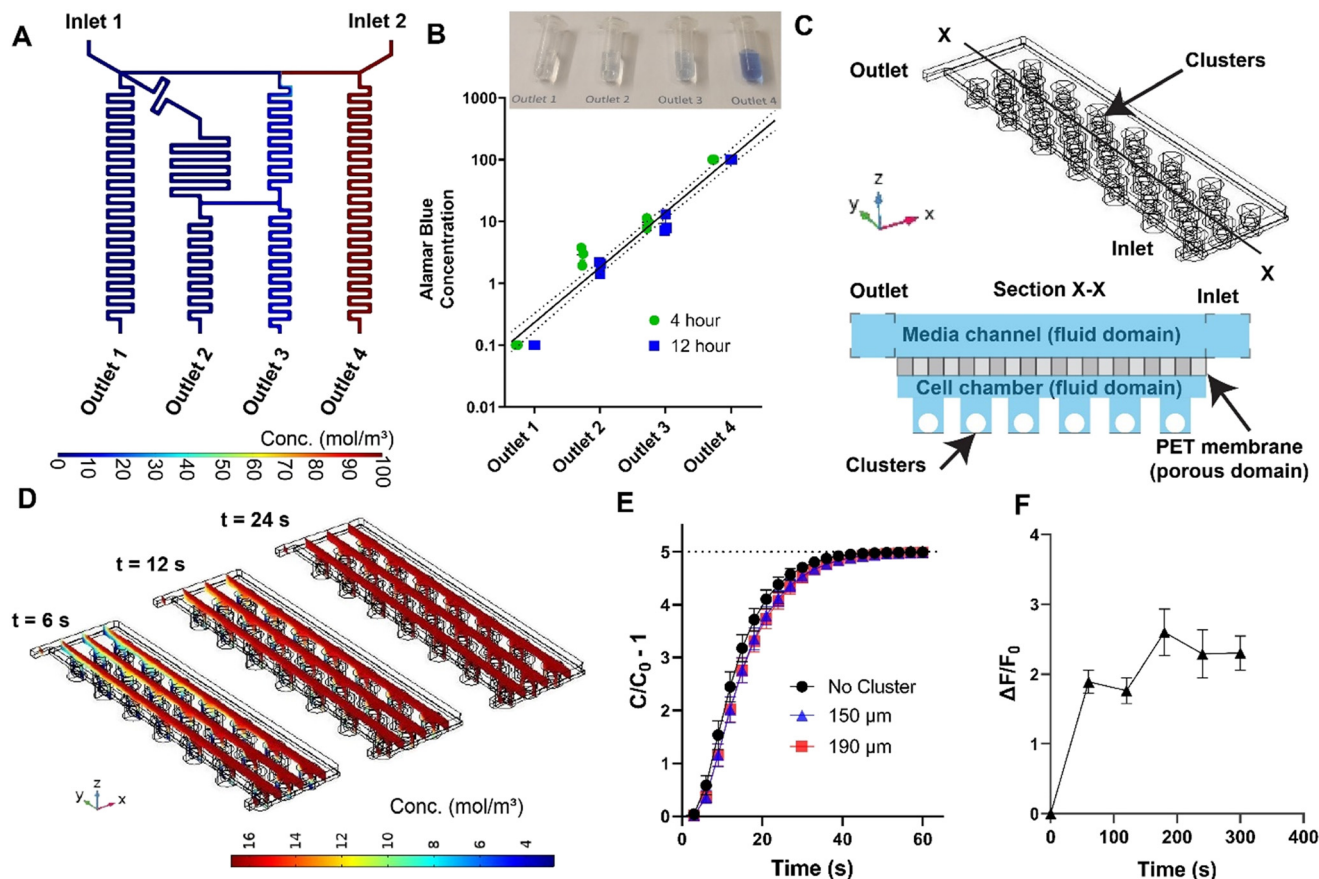 A
Inlet 1
Inlet 2
Outlet 1
Outlet 2
Outlet 3
Outlet 4
Conc. (mol/m³)
0
10
20
30
40
50
60
70
80
90
100
B
Outlet 1
Outlet 2
Outlet 3
Outlet 4
1000
100
10
1
0.1
0.01
Alamar Blue
Concentration
4 hour
12 hour
Outlet 1
Outlet 2
Outlet 3
Outlet 4
C
X
Outlet
Clusters
z
y
x
Inlet
X
Outlet
Section X-X
Inlet
Media channel (fluid domain)
Cell chamber (fluid domain)
Clusters
PET membrane
(porous domain)
D
t = 24 s
t = 12 s
t = 6 s
z
y
x
Conc. (mol/m³)
16
14
12
10
8
6
4
E
5
4
3
2
1
0
C/C₀ - 1
No Cluster
150 µm
190 µm
0
20
40
60
Time (s)
F
4
3
2
1
0
ΔF/F₀
0
100
200
300
400
Time (s)